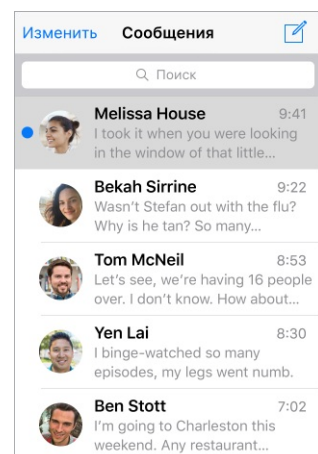 Изменить Сообщения
Поиск
Melissa House 9:41
I took it when you were looking
in the window of that little...
Bekah Sirrine 9:22
Wasn't Stefan out with the flu?
Why is he tan? So many...
Tom McNeil 8:53
Let's see, we're having 16 people
over. I don't know. How about...
Yen Lai 8:30
I binge-watched so many
episodes, my legs went numb.
Ben Stott 7:02
I'm going to Charleston this
weekend. Any restaurant...